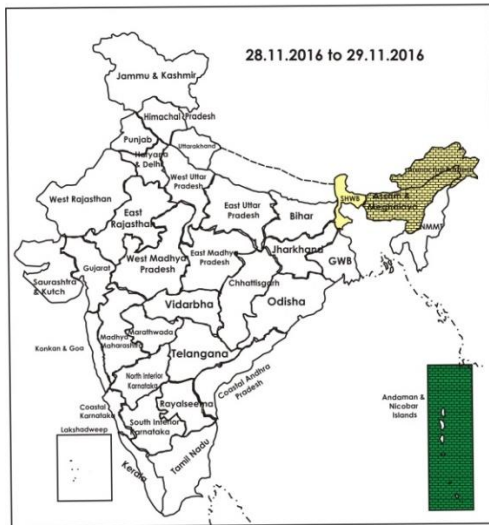 28.11.2016 to 29.11.2016
Jammu & Kashmir
Himachal Pradesh
Punjab
Uttarakhand
Haryana
& Delhi
West Uttar
Pradesh
West Rajasthan
East
Rajasthan
East Uttar
Pradesh
Bihar
SHWB
Assam &
Meghalaya
NMMT
Saurashtra
& Kutch
Gujarat
West Madhya
Pradesh
East Madhya
Pradesh
Jharkhand
GWB
Chhattisgarh
Odisha
Vidarbha
Konkan & Goa
Madhya
Maharashtra
Marathwada
Telangana
North Interior
Karnataka
Coastal Andhra
Pradesh
Coastal
Karnataka
Rayalseema
South Interior
Karnataka
Andaman &
Nicobar
Islands
Lakshadweep
Kerala
Tamil Nadu